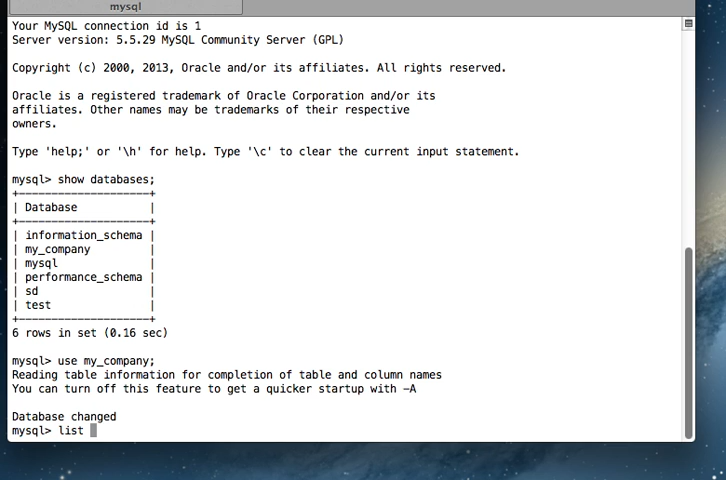 mysql
Your MySQL connection id is 1
Server version: 5.5.29 MySQL Community Server (GPL)
Copyright (c) 2000, 2013, Oracle and/or its affiliates. All rights reserved.
Oracle is a registered trademark of Oracle Corporation and/or its
affiliates. Other names may be trademarks of their respective
owners.
Type 'help;' or '\h' for help. Type '\c' to clear the current input statement.
mysql> show databases;
+--------------------+
| Database           |
+--------------------+
| information_schema |
| my_company         |
| mysql              |
| performance_schema |
| sd                 |
| test               |
+--------------------+
6 rows in set (0.16 sec)
mysql> use my_company;
Reading table information for completion of table and column names
You can turn off this feature to get a quicker startup with -A
Database changed
mysql> list